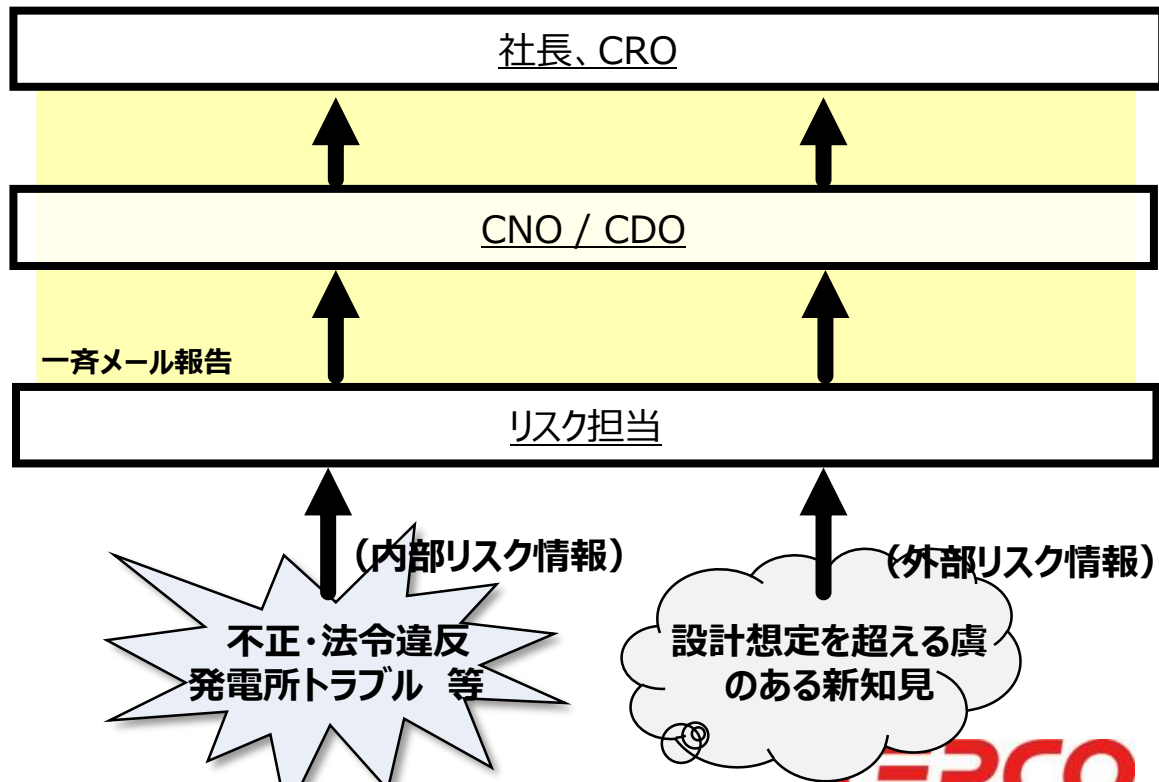 社長、CRO
CNO / CDO
一斉メール報告
リスク担当
(内部リスク情報)
(外部リスク情報)
不正・法令違反
発電所トラブル 等
設計想定を超える虞
のある新知見